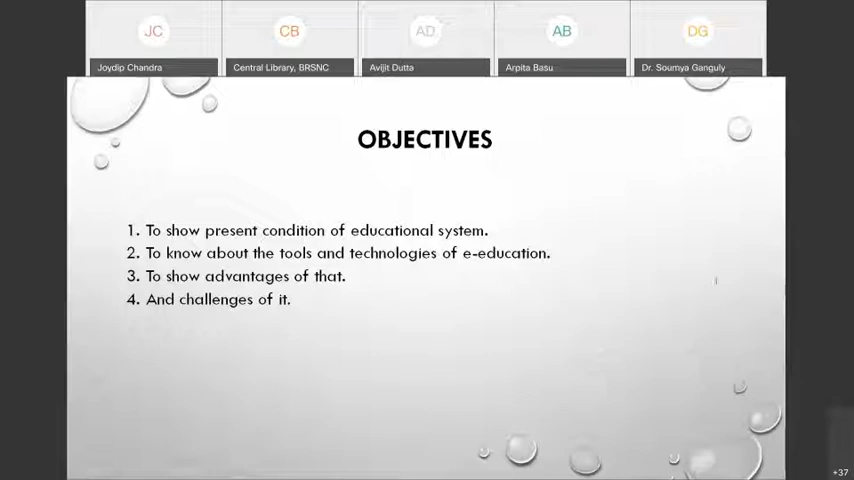 JC CB AD AB DG
Joydip Chandra Central Library, BRSNC Avijit Dutta Arpita Basu Dr. Soumya Ganguly
OBJECTIVES
1. To show present condition of educational system.
2. To know about the tools and technologies of e-education.
3. To show advantages of that.
4. And challenges of it.
+37